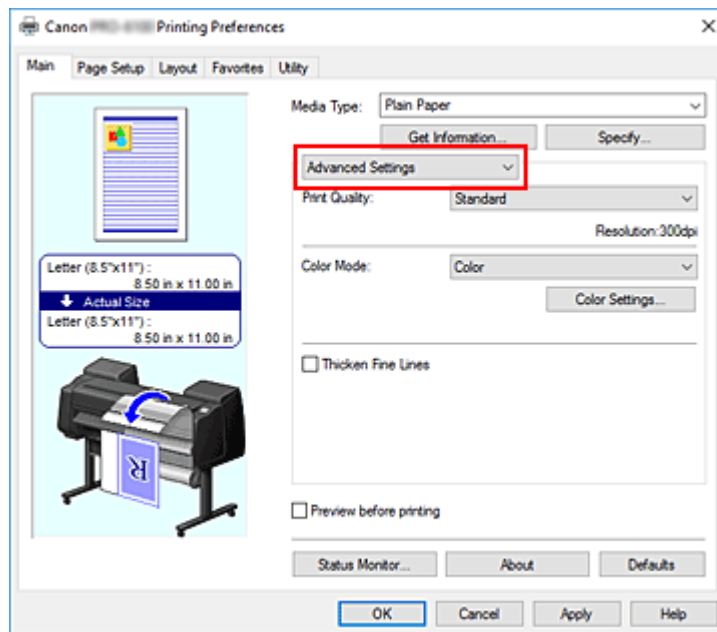 Canon Printing Preferences
Main Page Setup Layout Favorites Utility
Media Type: Plain Paper
Get Information... Specify...
Advanced Settings
Print Quality: Standard
Resolution:300dpi
Letter (8.5"x11") :
8.50 in x 11.00 in
Actual Size
Letter (8.5"x11") :
8.50 in x 11.00 in
Color Mode: Color
Color Settings...
Thicken Fine Lines
R
Preview before printing
Status Monitor... About Defaults
OK Cancel Apply Help